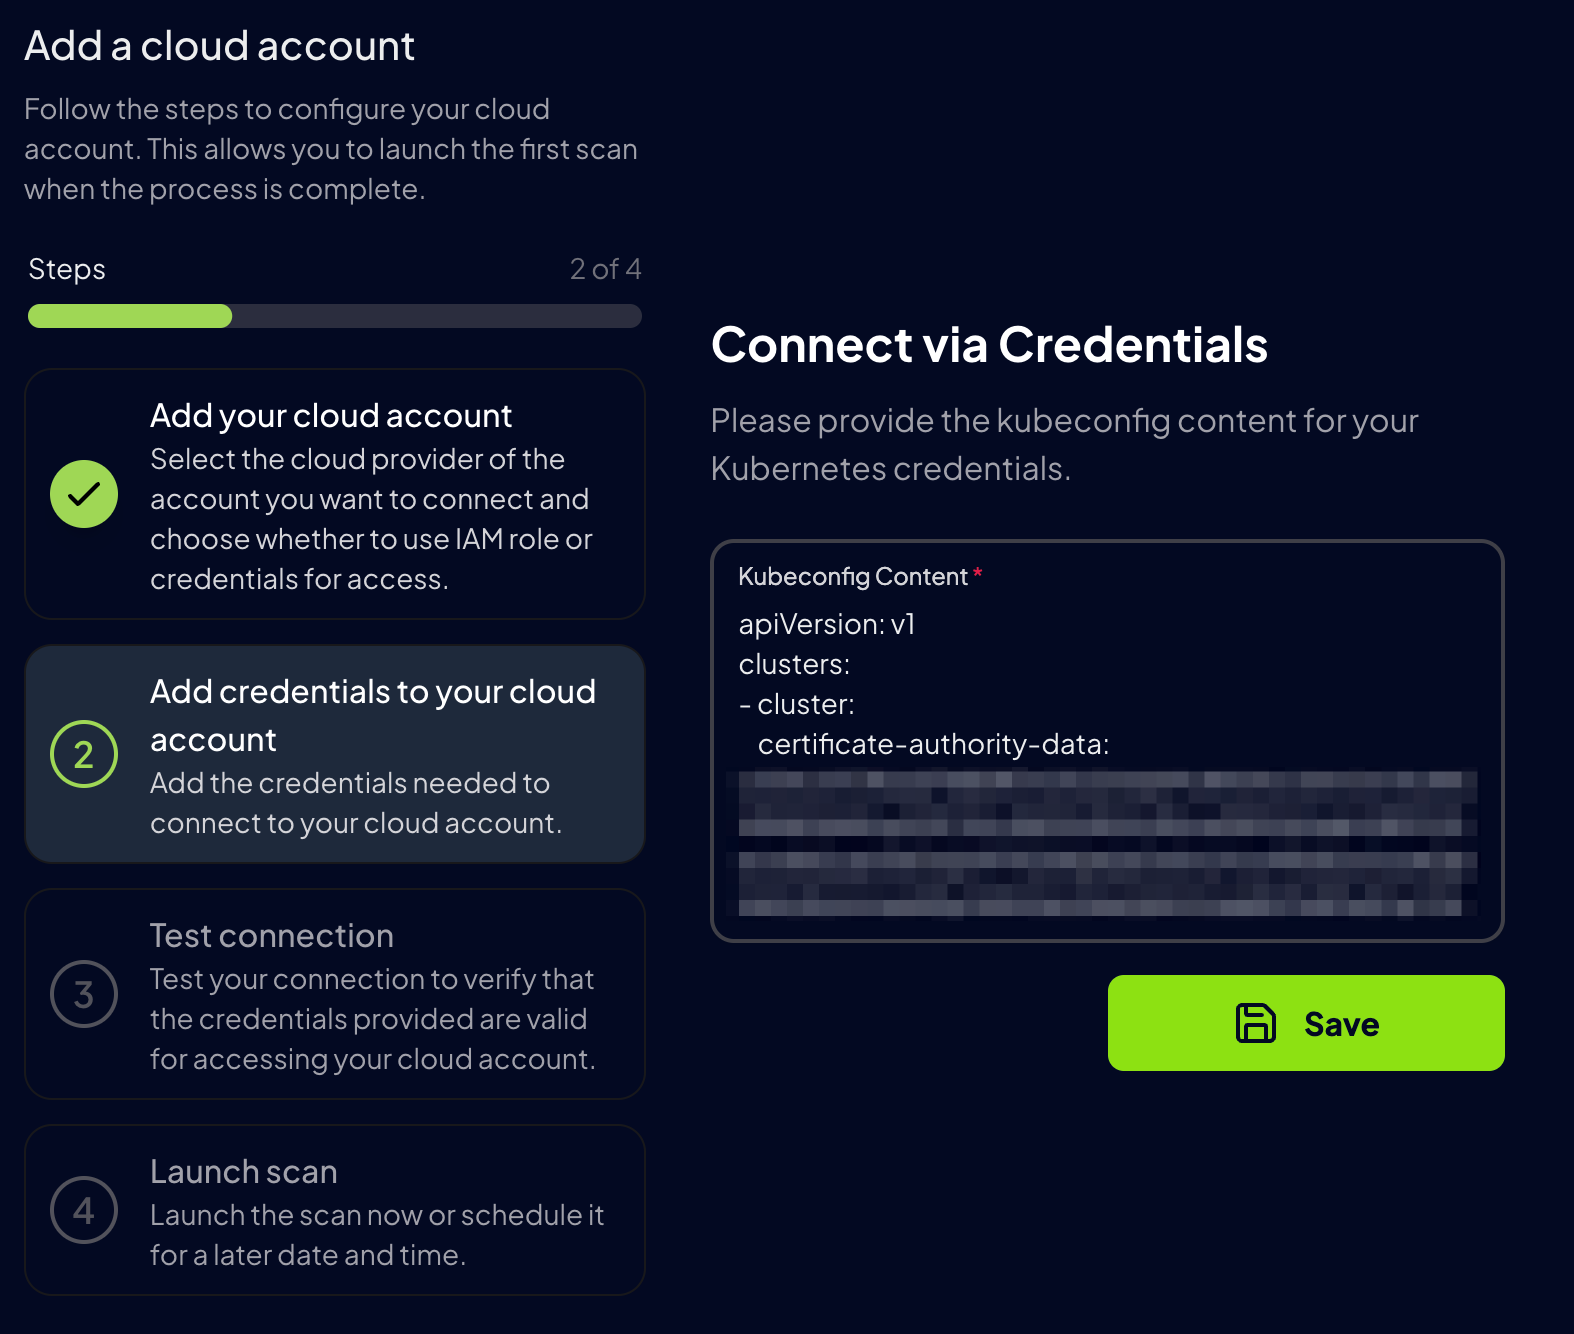 Add a cloud account
Follow the steps to configure your cloud
account. This allows you to launch the first scan
when the process is complete.
Steps
2 of 4
Add your cloud account
Select the cloud provider of the
account you want to connect and
choose whether to use IAM role or
credentials for access.
2
Add credentials to your cloud
account
Add the credentials needed to
connect to your cloud account.
3
Test connection
Test your connection to verify that
the credentials provided are valid
for accessing your cloud account.
4
Launch scan
Launch the scan now or schedule it
for a later date and time.
Connect via Credentials
Please provide the kubeconfig content for your
Kubernetes credentials.
Kubeconfig Content *
apiVersion: v1
clusters:
- cluster:
certificate-authority-data:
Save